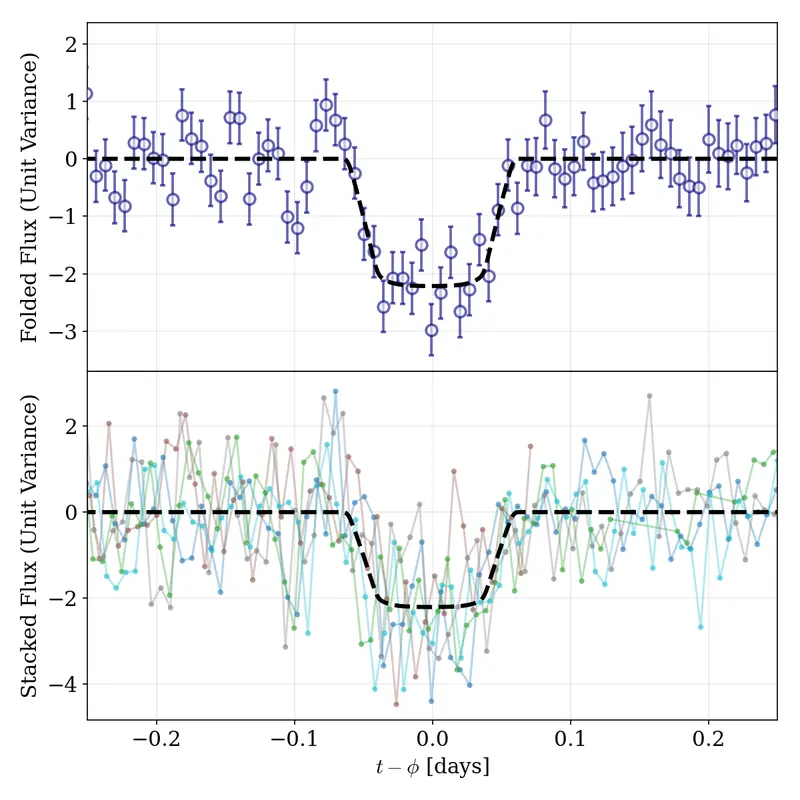 Folded Flux (Unit Variance)
2
1
0
−1
−2
−3
Stacked Flux (Unit Variance)
2
0
−2
−4
−0.2 −0.1 0.0 0.1 0.2
t − ϕ [days]